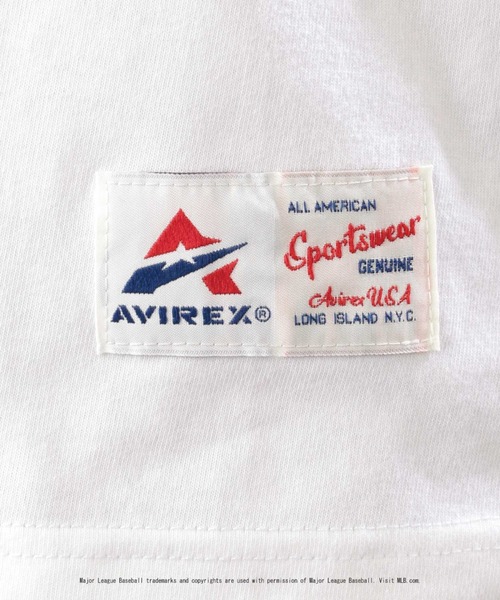 AVIREX®
ALL AMERICAN
Sportswear
GENUINE
Avirex USA
LONG ISLAND N.Y.C.
Major League Baseball trademarks and copyrights are used with permission of Major League Baseball. Visit MLB.com.